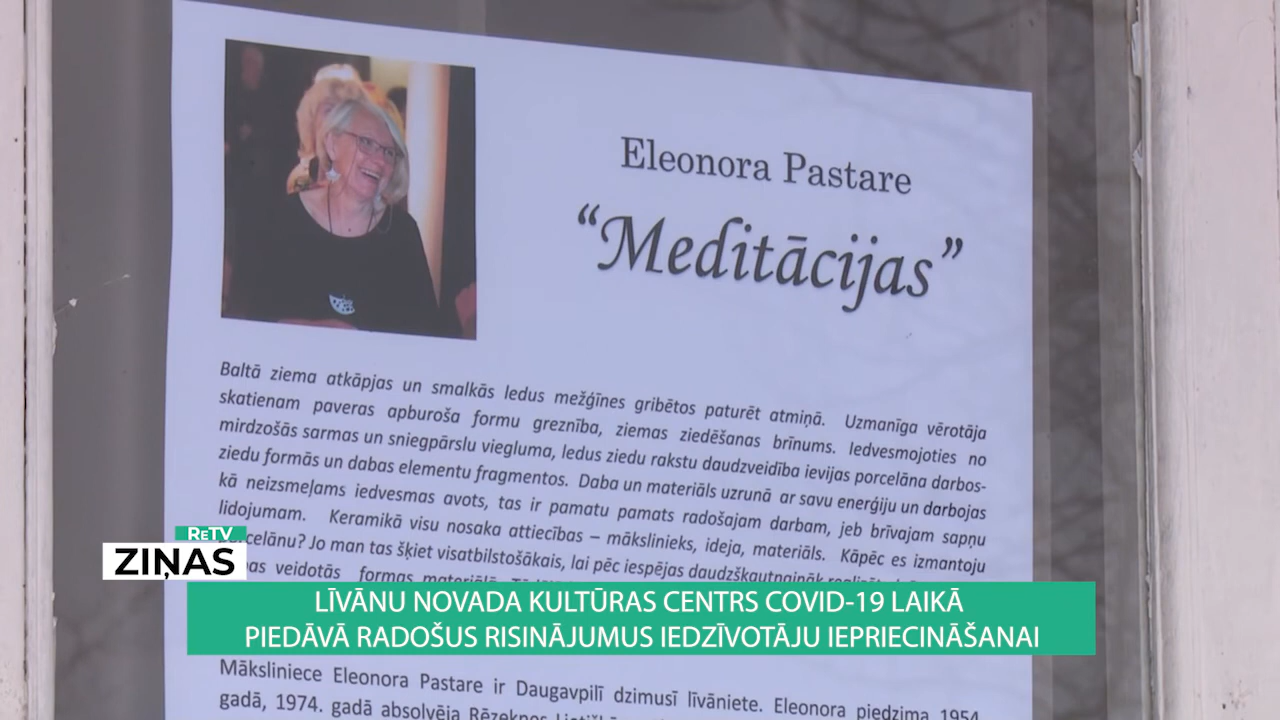 Eleonora Pastare
“Meditācijas”
Baltā ziema atkāpjas un smalkās ledus mežģīnes gribētos paturēt atmiņā. Uzmanīga vērotāja
skatienam paveras apburoša formu greznība, ziemas ziedēšanas brīnums. Iedvesmojoties no
mirdzošās sarmas un sniegpārslu viegluma, ledus ziedu rakstu daudzveidība ievijas porcelāna darbos-
ziedu formās un dabas elementu fragmentos. Daba un materiāls uzrunā ar savu enerģiju un darbojas
kā neizsmeļams iedvesmas avots, tas ir pamatu pamats radošajam darbam, jeb brīvajam sapņu
lidojumam. Keramikā visu nosaka attiecības – mākslinieks, ideja, materiāls. Kāpēc es izmantoju
Jo man tas šķiet visatbilstošākais, lai pēc iespējas
veidotās formas
ReTV
ZIŅAS
LĪVĀNU NOVADA KULTŪRAS CENTRS COVID-19 LAIKĀ
PIEDĀVĀ RADOŠUS RISINĀJUMUS IEDZĪVOTĀJU IEPRIECINĀŠANAI
Māksliniece Eleonora Pastare ir Daugavpilī dzimusī līvāniete. Eleonora piedzima 1954.
gadā, 1974. gadā absolvēja Rēzeknes